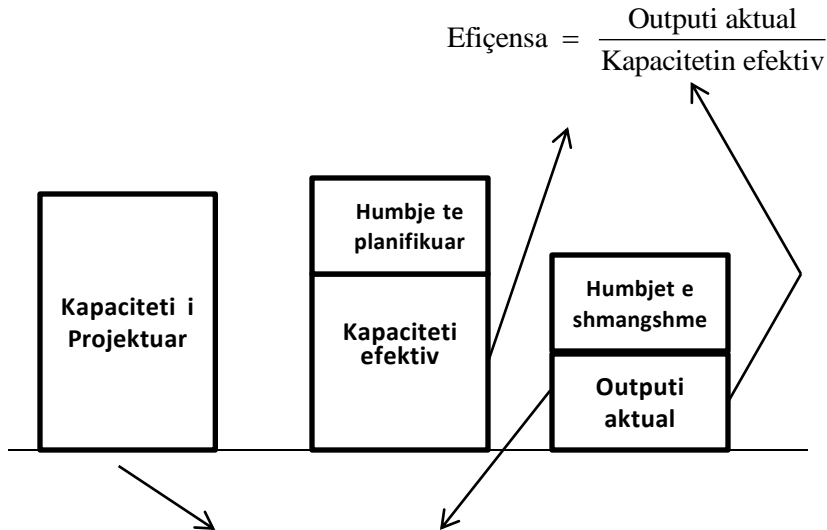 Efiçensa = Outputi aktual
Kapacitetin efektiv
Humbje te
planifikuar
Kapaciteti i
Projektuar
Kapaciteti
efektiv
Humbjet e
shmangshme
Outputi
aktual